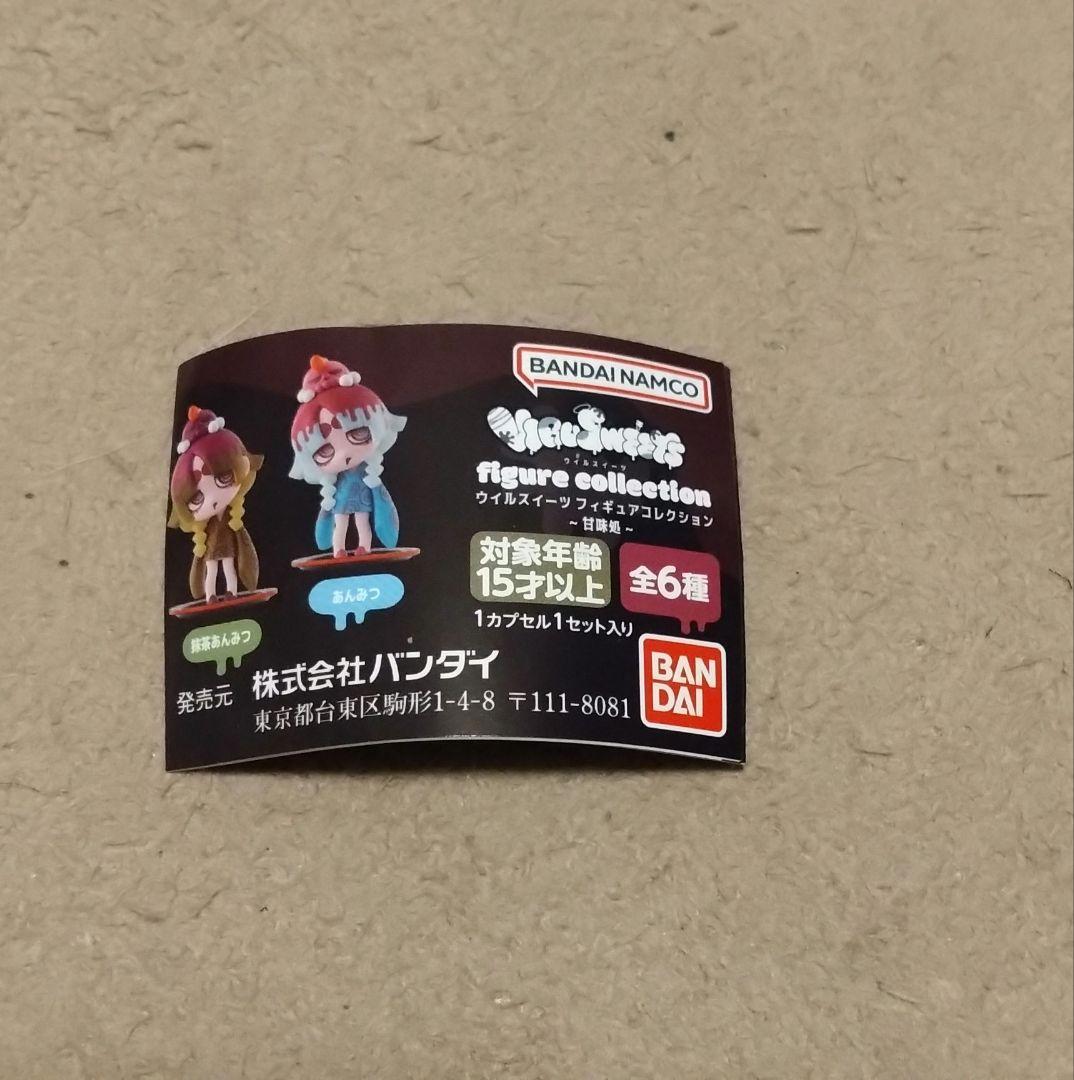 BANDAI NAMCO
VirusSweets
ウイルスイーツ
figure collection
ウイルスイーツ フィギュアコレクション
~甘味処~
対象年齢
15才以上
全6種
1カプセル1セット入り
あんみつ
抹茶あんみつ
発売元 株式会社バンダイ
東京都台東区駒形1-4-8 〒111-8081
BAN
DAI